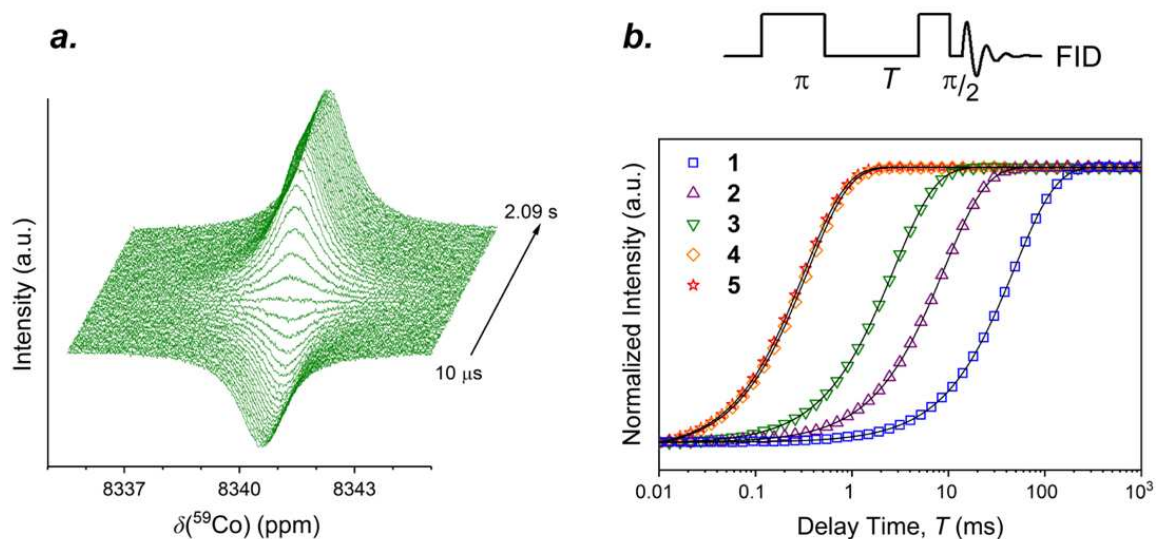 a.
Intensity (a.u.)
2.09 s
10 μs
8337 8340 8343
δ(⁵⁹Co) (ppm)
b.
π T π/2 FID
Normalized Intensity (a.u.)
1
2
3
4
5
0.01 0.1 1 10 100 10³
Delay Time, T (ms)